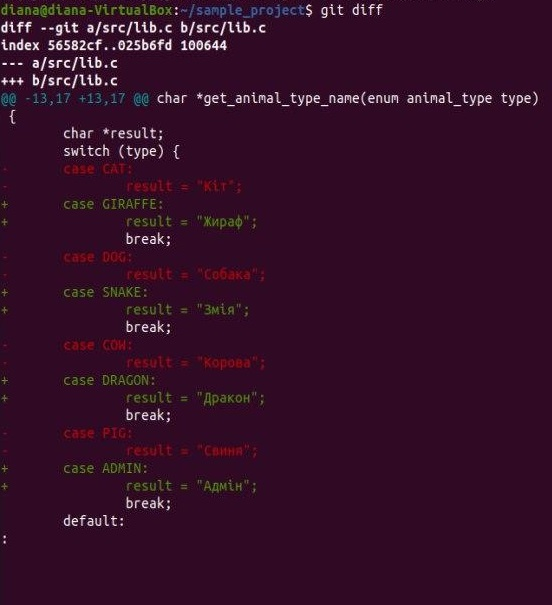 diana@diana-VirtualBox:~/sample_project$ git diff
diff --git a/src/lib.c b/src/lib.c
index 56582cf..025b6fd 100644
--- a/src/lib.c
+++ b/src/lib.c
@@ -13,17 +13,17 @@ char *get_animal_type_name(enum animal_type type)
 {
        char *result;
        switch (type) {
-       case CAT:
-               result = "Кіт";
+       case GIRAFFE:
+               result = "Жираф";
                break;
-       case DOG:
-               result = "Собака";
+       case SNAKE:
+               result = "Змія";
                break;
-       case COW:
-               result = "Корова";
+       case DRAGON:
+               result = "Дракон";
                break;
-       case PIG:
-               result = "Свиня";
+       case ADMIN:
+               result = "Адмін";
                break;
        default:
: